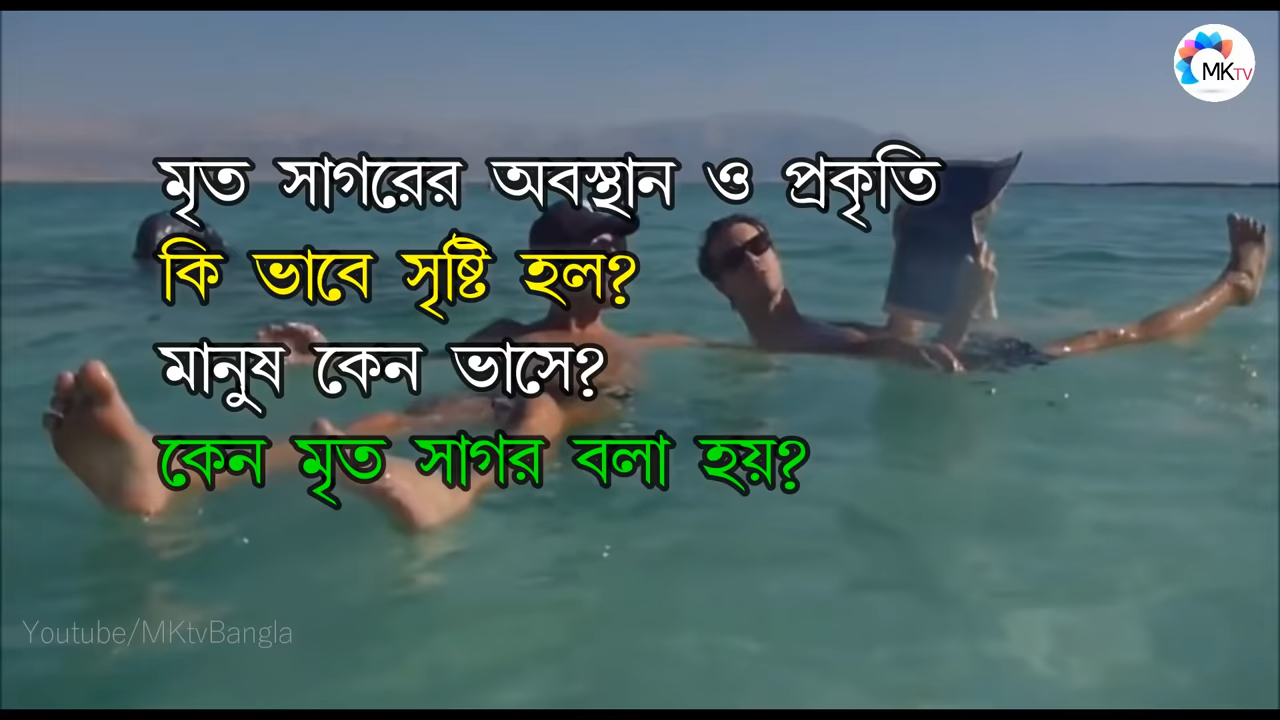 MKTV
মৃত সাগরের অবস্থান ও প্রকৃতি
কি ভাবে সৃষ্টি হল?
মানুষ কেন ভাসে?
কেন মৃত সাগর বলা হয়?
Youtube/MKtvBangla